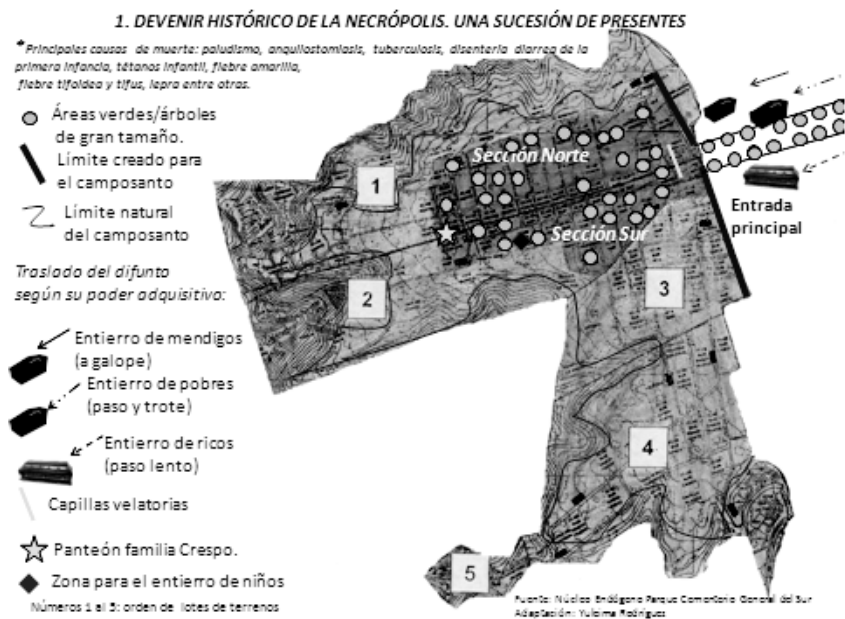 1. DEVENIR HISTÓRICO DE LA NECRÓPOLIS. UNA SUCESIÓN DE PRESENTES
*Principales causas de muerte: paludismo, anquilostomiasis, tuberculosis, disentería diarrea de la
primera infancia, tétanos infantil, fiebre amarilla,
fiebre tifoidea y tifus, lepra entre otras.
Áreas verdes/árboles
de gran tamaño.
Límite creado para
el camposanto
Límite natural
del camposanto
Traslado del difunto
según su poder adquisitivo:
Entierro de mendigos
(a galope)
Entierro de pobres
(paso y trote)
Entierro de ricos
(paso lento)
Capillas velatorias
Panteón familia Crespo.
Zona para el entierro de niños
Números 1 al 5: orden de lotes de terrenos
Sección Norte
Sección Sur
Entrada
principal
1
2
3
4
5
Fuente: Núcleo Endógeno Parque Cementerio General del Sur
Adaptación: Yuleima Rodríguez